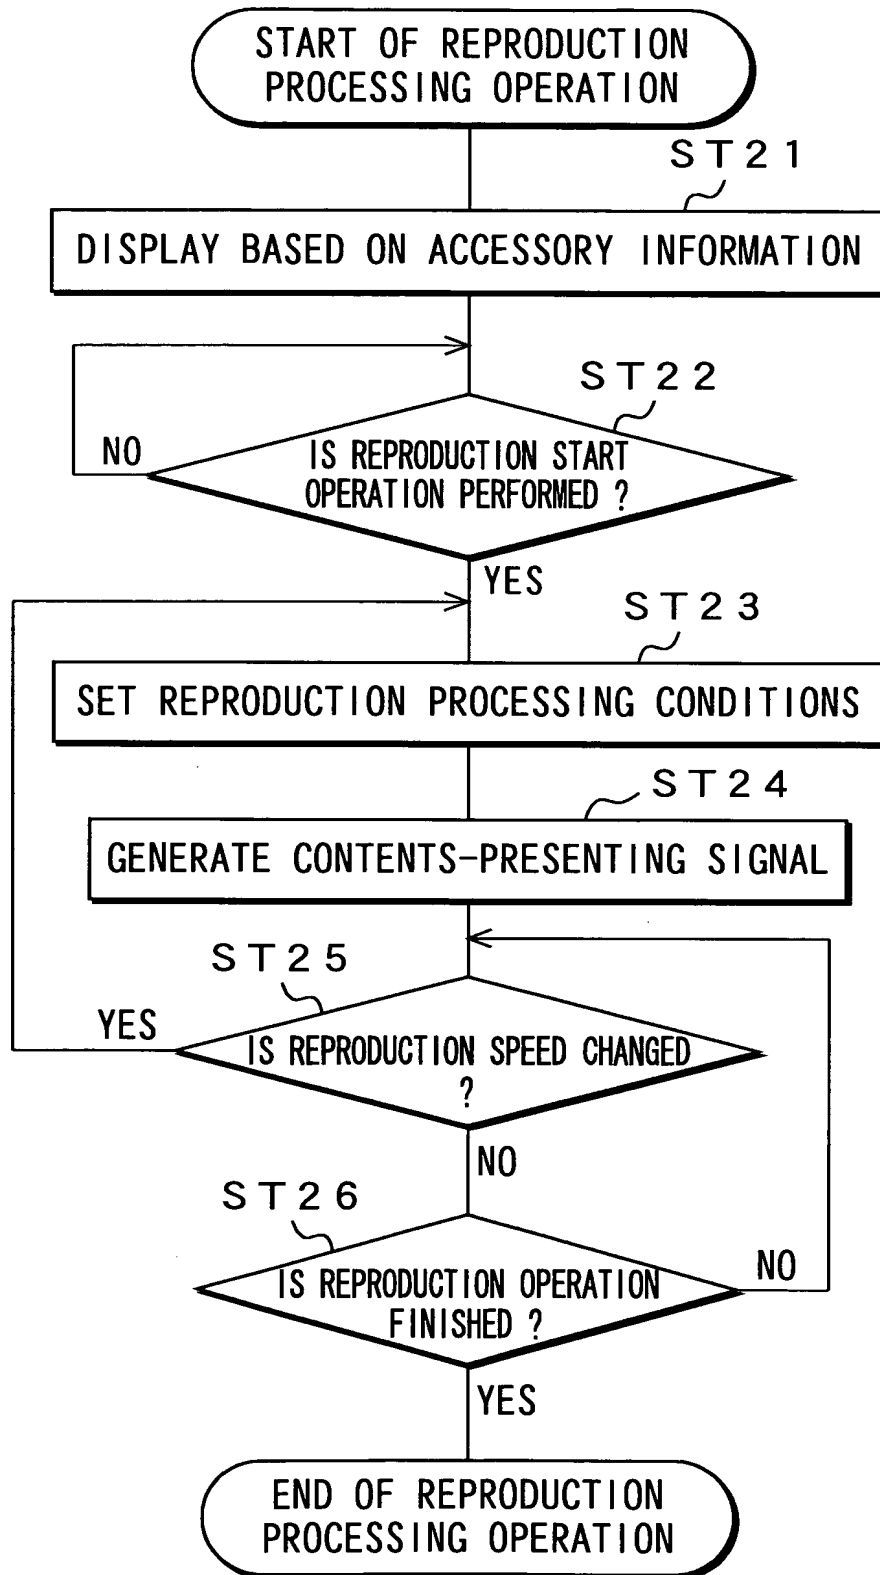 START OF REPRODUCTION
PROCESSING OPERATION
ST21
DISPLAY BASED ON ACCESSORY INFORMATION
ST22
NO
IS REPRODUCTION START
OPERATION PERFORMED ?
YES
ST23
SET REPRODUCTION PROCESSING CONDITIONS
ST24
GENERATE CONTENTS-PRESENTING SIGNAL
ST25
YES
IS REPRODUCTION SPEED CHANGED
?
NO
ST26
IS REPRODUCTION OPERATION
FINISHED ?
NO
YES
END OF REPRODUCTION
PROCESSING OPERATION